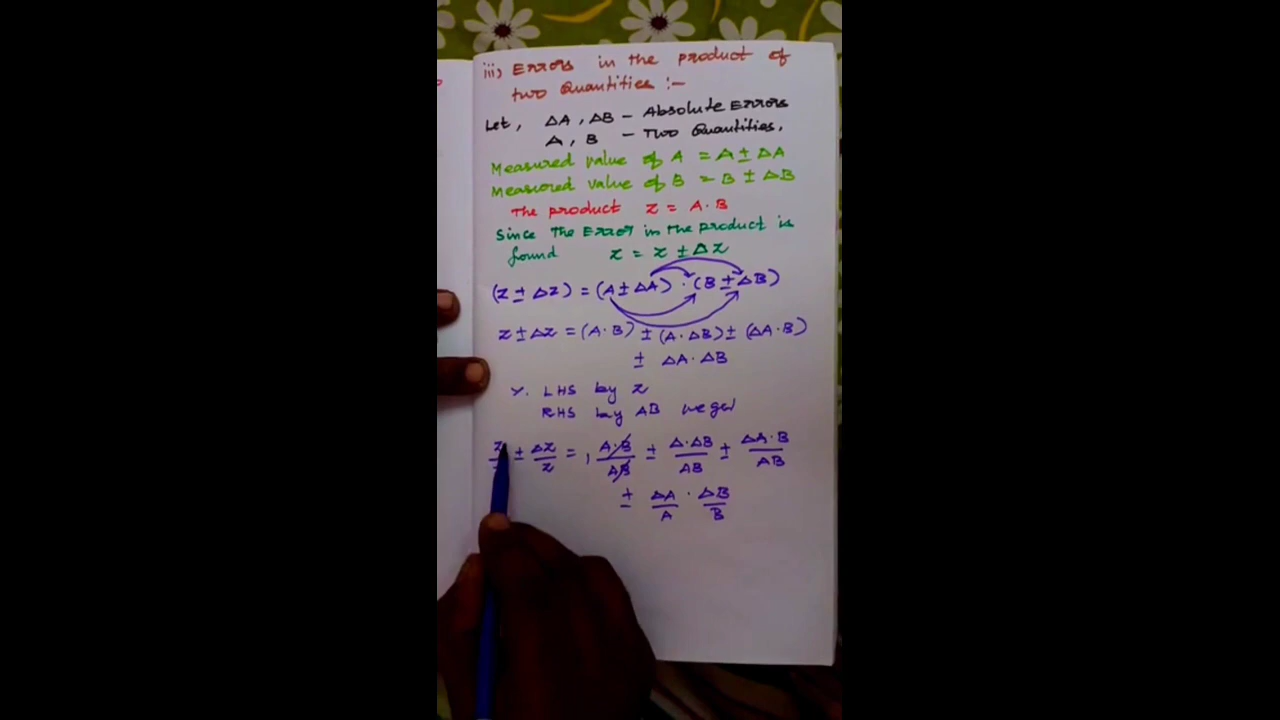 iii) Errors in the product of
two Quantities :-
Let, ΔA, ΔB - Absolute Errors
A, B - Two Quantities.
Measured value of A = A ± ΔA
Measured value of B = B ± ΔB
The product Z = A.B
Since the Error in the product is
found Z = Z ± ΔZ
(Z ± ΔZ) = (A ± ΔA) . (B ± ΔB)
Z ± ΔZ = (A.B) ± (A.ΔB) ± (ΔA.B)
± ΔA.ΔB
LHS by Z
RHS by AB we get
Z ± ΔZ/Z = 1 A.B/AB ± Δ.ΔB/AB ± ΔA.B/AB
± ΔA/A . ΔB/B